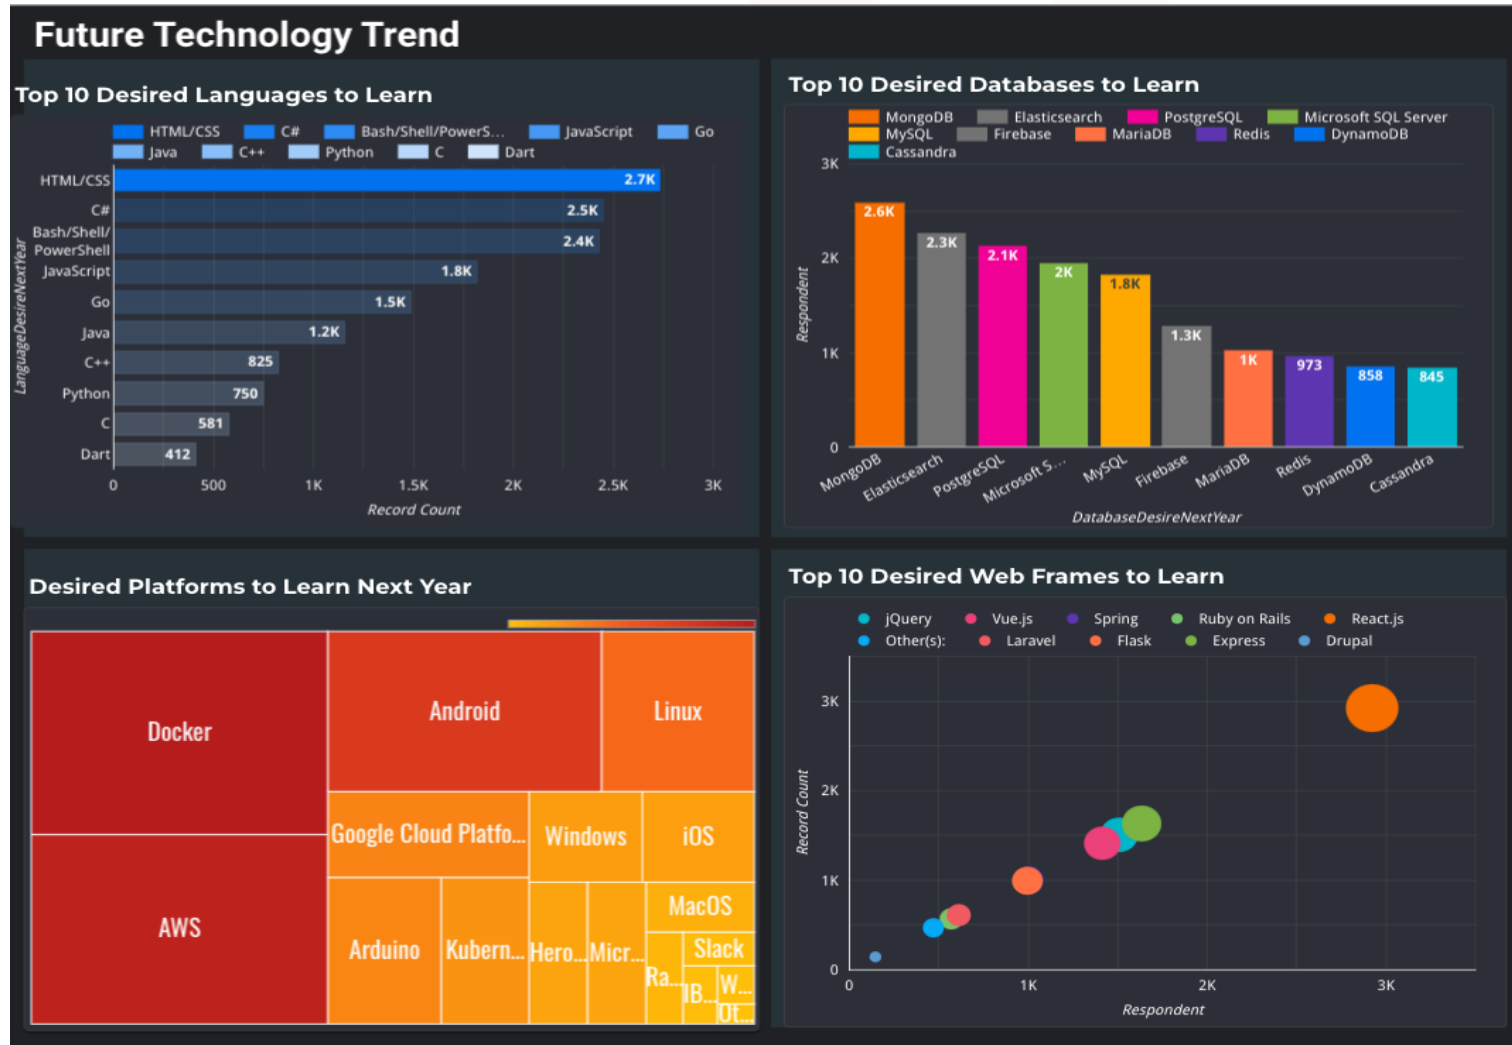 Future Technology Trend
Top 10 Desired Languages to Learn
HTML/CSS C# Bash/Shell/PowerS... JavaScript Go
Java C++ Python C Dart
LanguageDesireNextYear
HTML/CSS 2.7K
C# 2.5K
Bash/Shell/
PowerShell 2.4K
JavaScript 1.8K
Go 1.5K
Java 1.2K
C++ 825
Python 750
C 581
Dart 412
0 500 1K 1.5K 2K 2.5K 3K
Record Count
Top 10 Desired Databases to Learn
MongoDB Elasticsearch PostgreSQL Microsoft SQL Server
MySQL Firebase MariaDB Redis DynamoDB
Cassandra
Respondent
3K
2K
1K
0
2.6K 2.3K 2.1K 2K 1.8K 1.3K 1K 973 858 845
MongoDB Elasticsearch PostgreSQL Microsoft S... MySQL Firebase MariaDB Redis DynamoDB Cassandra
DatabaseDesireNextYear
Desired Platforms to Learn Next Year
Docker
AWS
Android
Linux
Google Cloud Platfo...
Windows
iOS
Arduino
Kubern...
Hero...
Micr...
MacOS
Ra...
Slack
IB...
W...
Ot...
Top 10 Desired Web Frames to Learn
jQuery Vue.js Spring Ruby on Rails React.js
Other(s): Laravel Flask Express Drupal
Record Count
3K
2K
1K
0
0 1K 2K 3K
Respondent